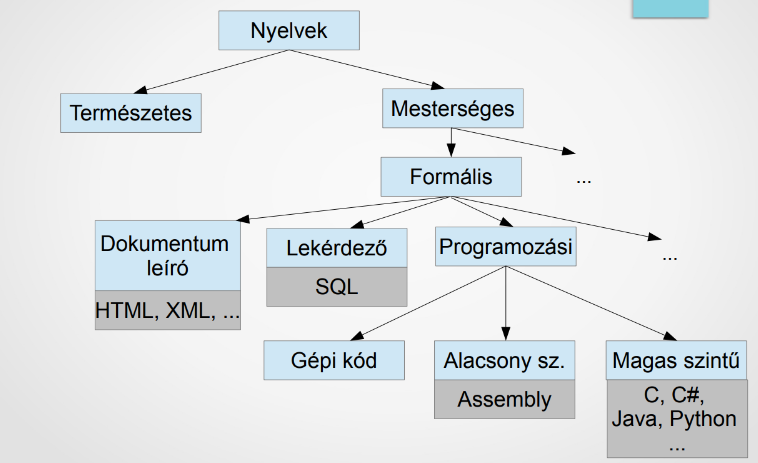 Nyelvek
Természetes
Mesterséges
Formális
...
Dokumentum
leíró
HTML, XML, ...
Lekérdező
SQL
Programozási
...
Gépi kód
Alacsony sz.
Assembly
Magas szintű
C, C#,
Java, Python
...